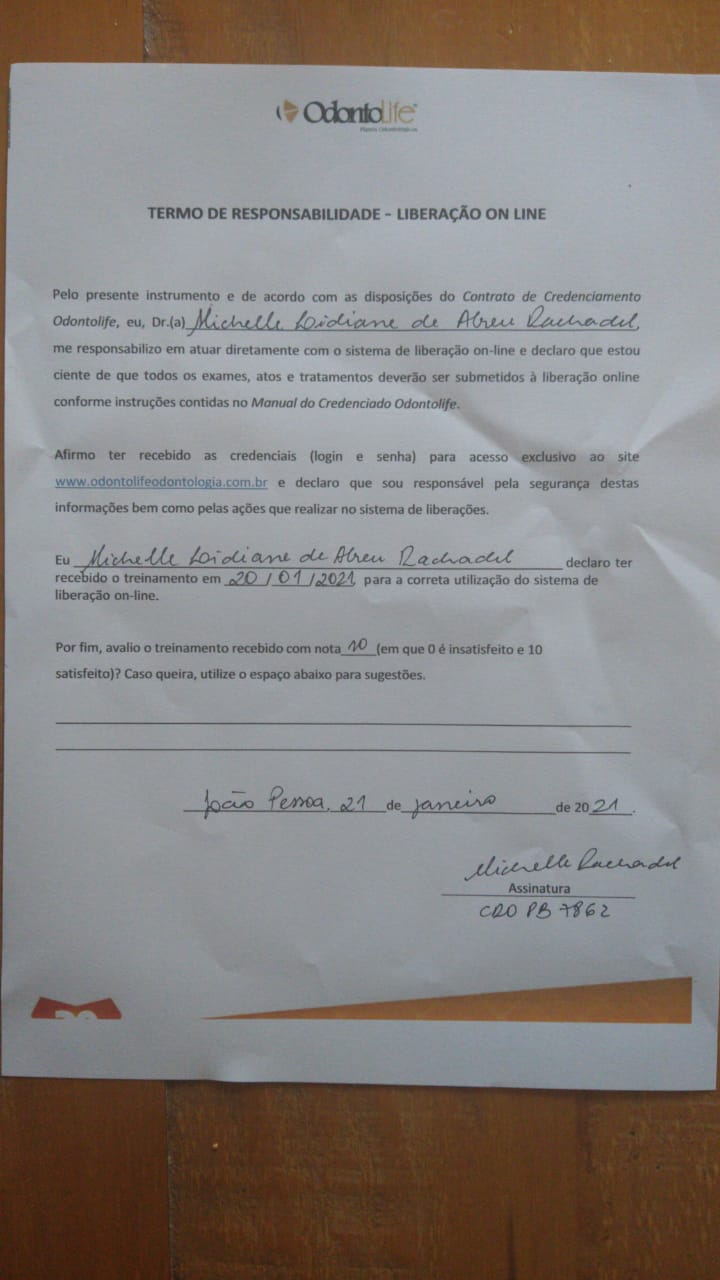 OdontoLife
Planos Odontológicos
TERMO DE RESPONSABILIDADE - LIBERAÇÃO ON LINE
Pelo presente instrumento e de acordo com as disposições do Contrato de Credenciamento
Odontolife, eu, Dr.(a) Michelle Lidiane de Abreu Rachadel,
me responsabilizo em atuar diretamente com o sistema de liberação on-line e declaro que estou
ciente de que todos os exames, atos e tratamentos deverão ser submetidos à liberação online
conforme instruções contidas no Manual do Credenciado Odontolife.
Afirmo ter recebido as credenciais (login e senha) para acesso exclusivo ao site
www.odontolifeodontologia.com.br e declaro que sou responsável pela segurança destas
informações bem como pelas ações que realizar no sistema de liberações.
Eu Michelle Lidiane de Abreu Rachadel declaro ter
recebido o treinamento em 20/01/2021, para a correta utilização do sistema de
liberação on-line.
Por fim, avalio o treinamento recebido com nota 10 (em que 0 é insatisfeito e 10
satisfeito)? Caso queira, utilize o espaço abaixo para sugestões.
João Pessoa, 21 de janeiro de 2021.
Michelle Rachadel
Assinatura
CRO PB 7862